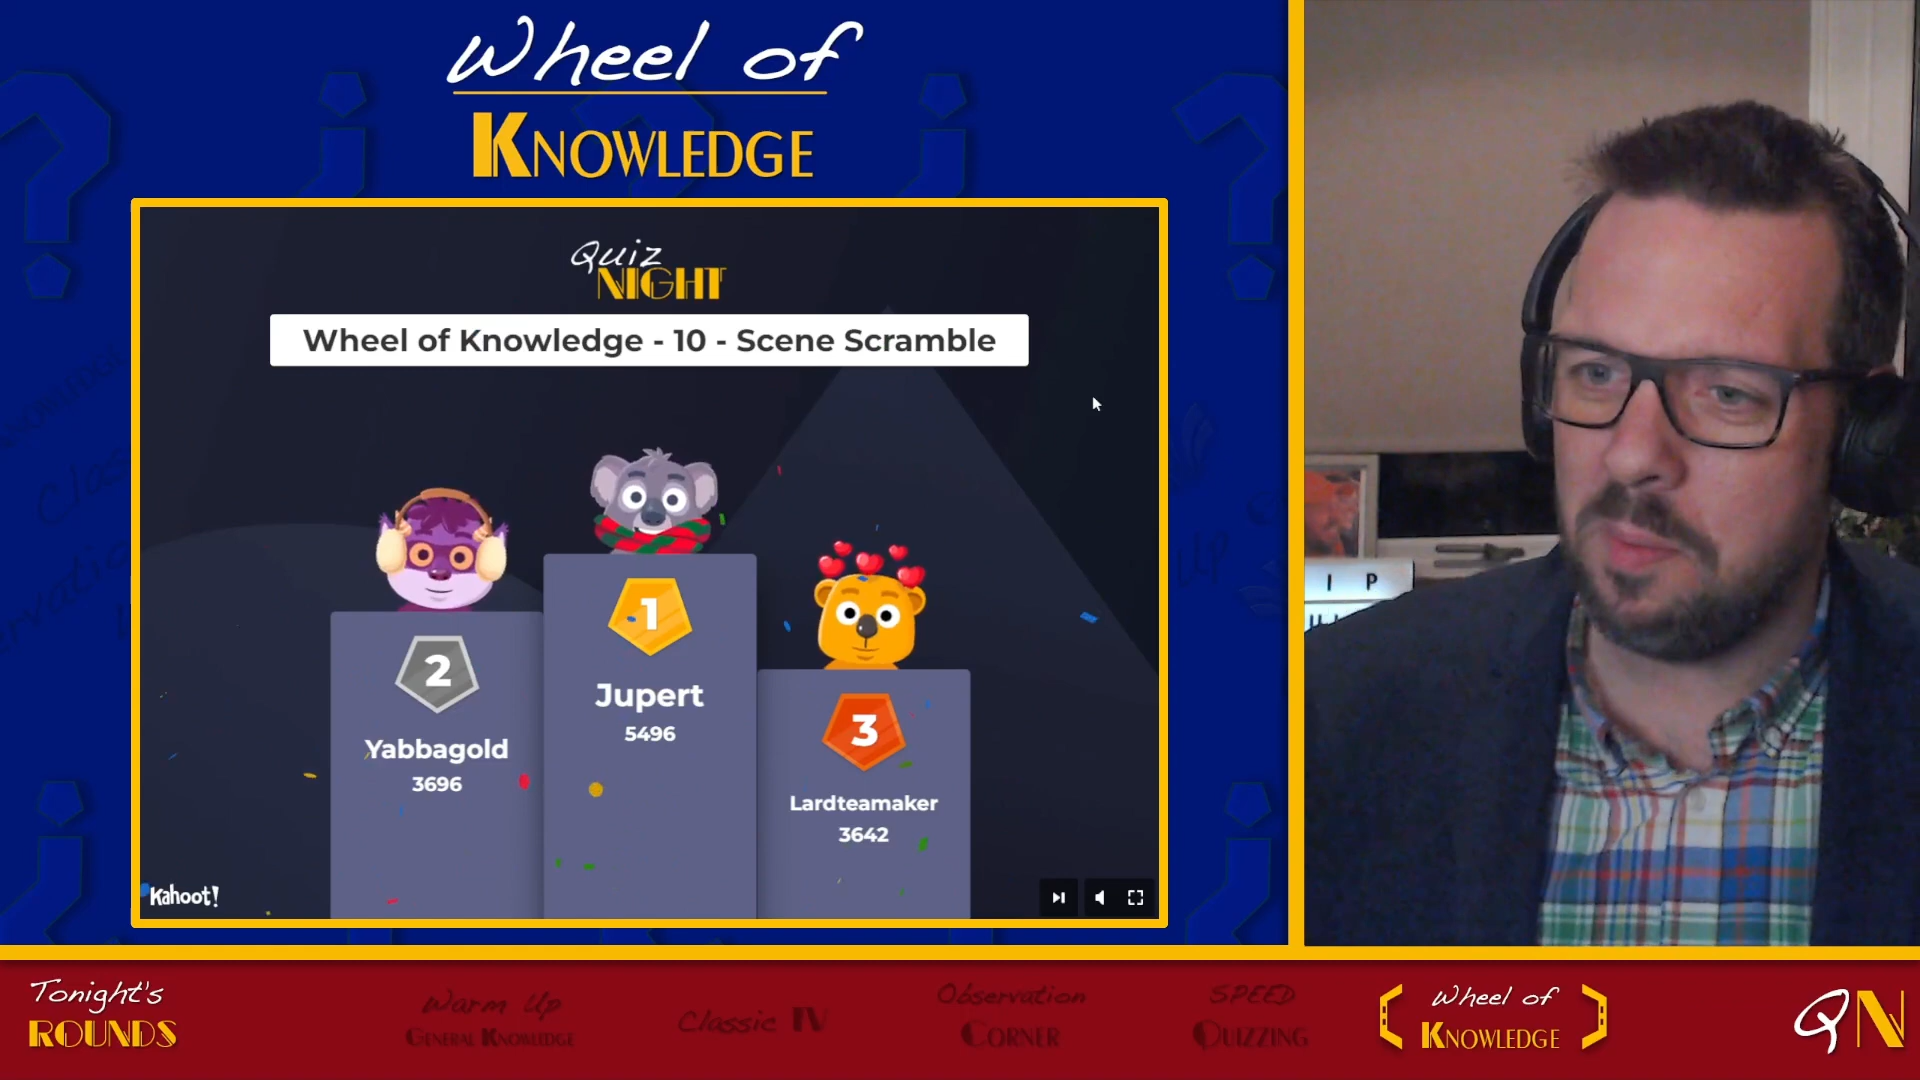 Wheel of
KNOWLEDGE
Quiz
NIGHT
Wheel of Knowledge - 10 - Scene Scramble
1
Jupert
5496
2
Yabbagold
3696
3
Lardteamaker
3642
Kahoot!
I P
Tonight's
ROUNDS
Warm Up
GENERAL KNOWLEDGE
Classic TV
Observation
CORNER
SPEED
QUIZZING
Wheel of
KNOWLEDGE
QN